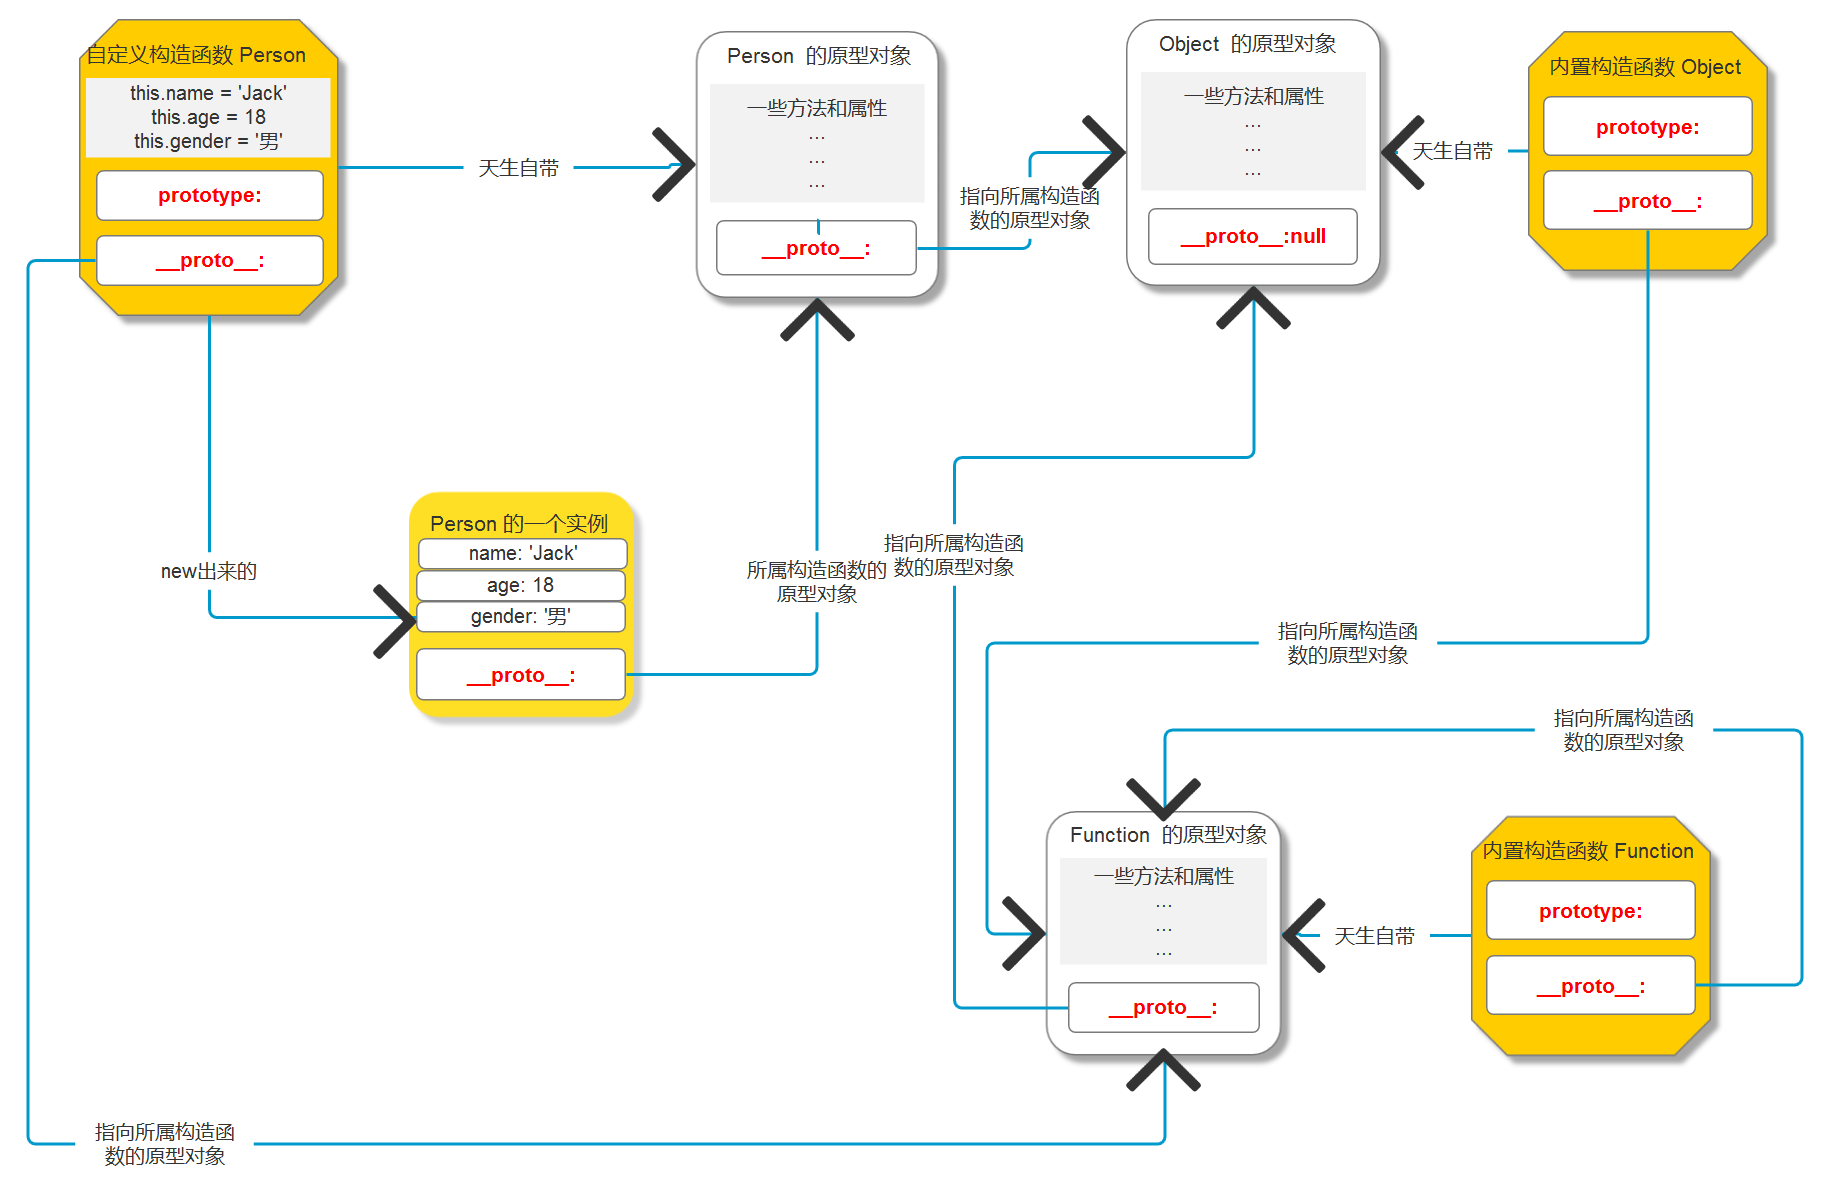 自定义构造函数 Person
this.name = 'Jack'
this.age = 18
this.gender = '男'
prototype:
__proto__:
天生自带
Person 的原型对象
一些方法和属性
...
...
...
__proto__:
指向所属构造函
数的原型对象
Object 的原型对象
一些方法和属性
...
...
...
__proto__:null
天生自带
内置构造函数 Object
prototype:
__proto__:
new出来的
Person 的一个实例
name: 'Jack'
age: 18
gender: '男'
__proto__:
所属构造函数的
原型对象
指向所属构造函
数的原型对象
指向所属构造函
数的原型对象
指向所属构造函
数的原型对象
Function 的原型对象
一些方法和属性
...
...
...
__proto__:
天生自带
内置构造函数 Function
prototype:
__proto__:
指向所属构造函
数的原型对象